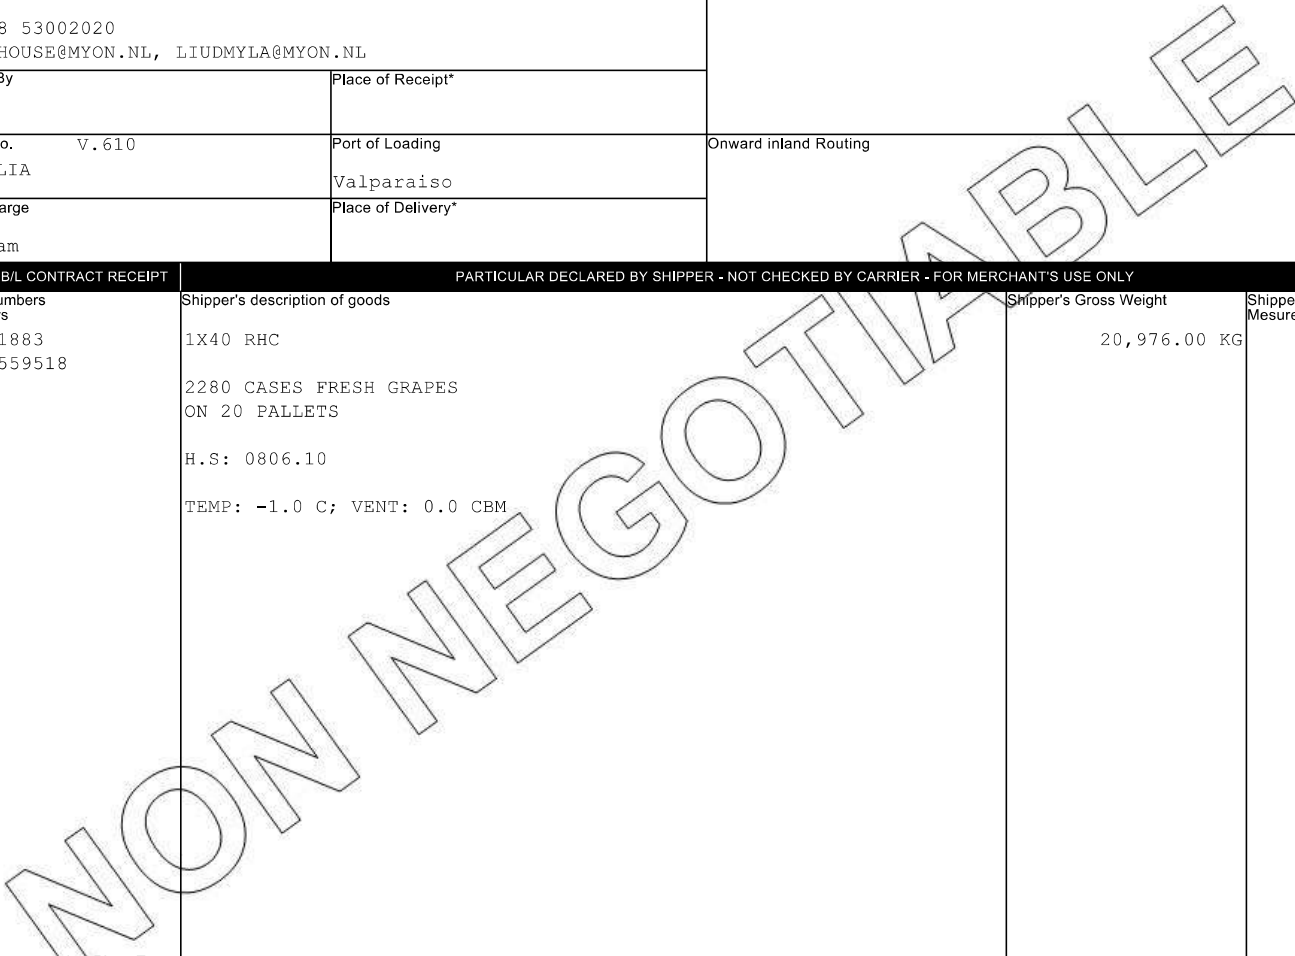 8 53002020
HOUSE@MYON.NL, LIUDMYLA@MYON.NL
By
Place of Receipt*
o. V.610
LIA
Port of Loading
Valparaiso
Onward inland Routing
arge
am
Place of Delivery*
B/L CONTRACT RECEIPT
PARTICULAR DECLARED BY SHIPPER - NOT CHECKED BY CARRIER - FOR MERCHANT'S USE ONLY
umbers
rs
Shipper's description of goods
Shipper's Gross Weight
Shippe
Mesure
1883
559518
1X40 RHC
20,976.00 KG
2280 CASES FRESH GRAPES
ON 20 PALLETS
H.S: 0806.10
TEMP: -1.0 C; VENT: 0.0 CBM
NON NEGOTIABLE